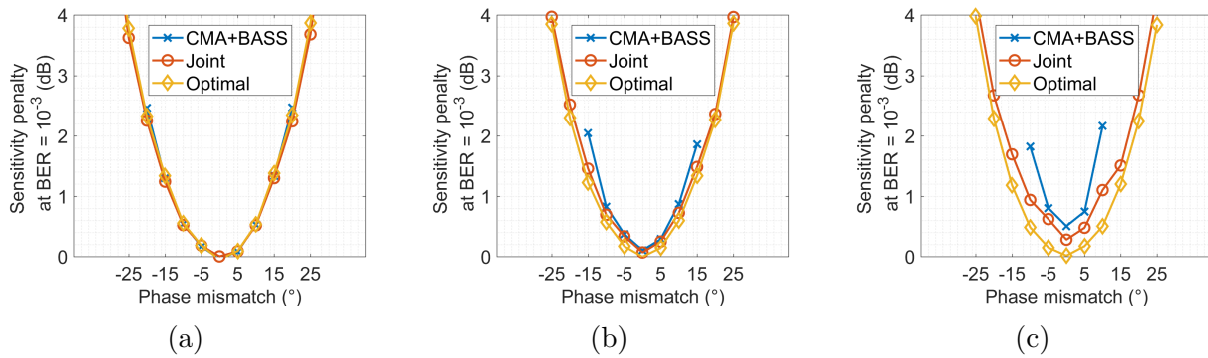 Sensitivity penalty
at BER = 10⁻³ (dB)
4
3
2
1
0
CMA+BASS
Joint
Optimal
-25 -15 -5 5 15 25
Phase mismatch (°)
(a)
Sensitivity penalty
at BER = 10⁻³ (dB)
4
3
2
1
0
CMA+BASS
Joint
Optimal
-25 -15 -5 5 15 25
Phase mismatch (°)
(b)
Sensitivity penalty
at BER = 10⁻³ (dB)
4
3
2
1
0
CMA+BASS
Joint
Optimal
-25 -15 -5 5 15 25
Phase mismatch (°)
(c)